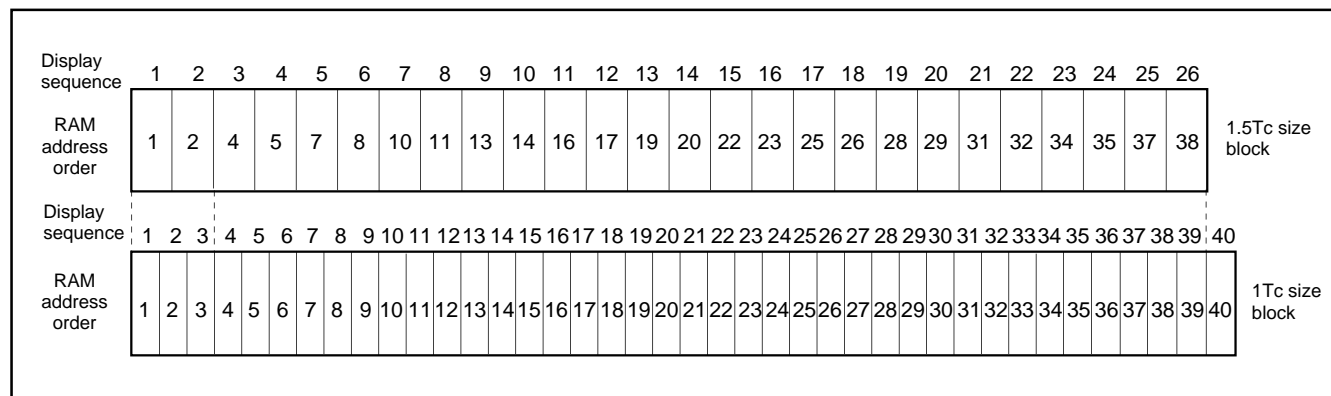 Display
sequence
1 2 3 4 5 6 7 8 9 10 11 12 13 14 15 16 17 18 19 20 21 22 23 24 25 26
RAM
address
order
1 2 4 5 7 8 10 11 13 14 16 17 19 20 22 23 25 26 28 29 31 32 34 35 37 38
1.5Tc size
block
Display
sequence
1 2 3 4 5 6 7 8 9 10 11 12 13 14 15 16 17 18 19 20 21 22 23 24 25 26 27 28 29 30 31 32 33 34 35 36 37 38 39 40
RAM
address
order
1 2 3 4 5 6 7 8 9 10 11 12 13 14 15 16 17 18 19 20 21 22 23 24 25 26 27 28 29 30 31 32 33 34 35 36 37 38 39 40
1Tc size
block